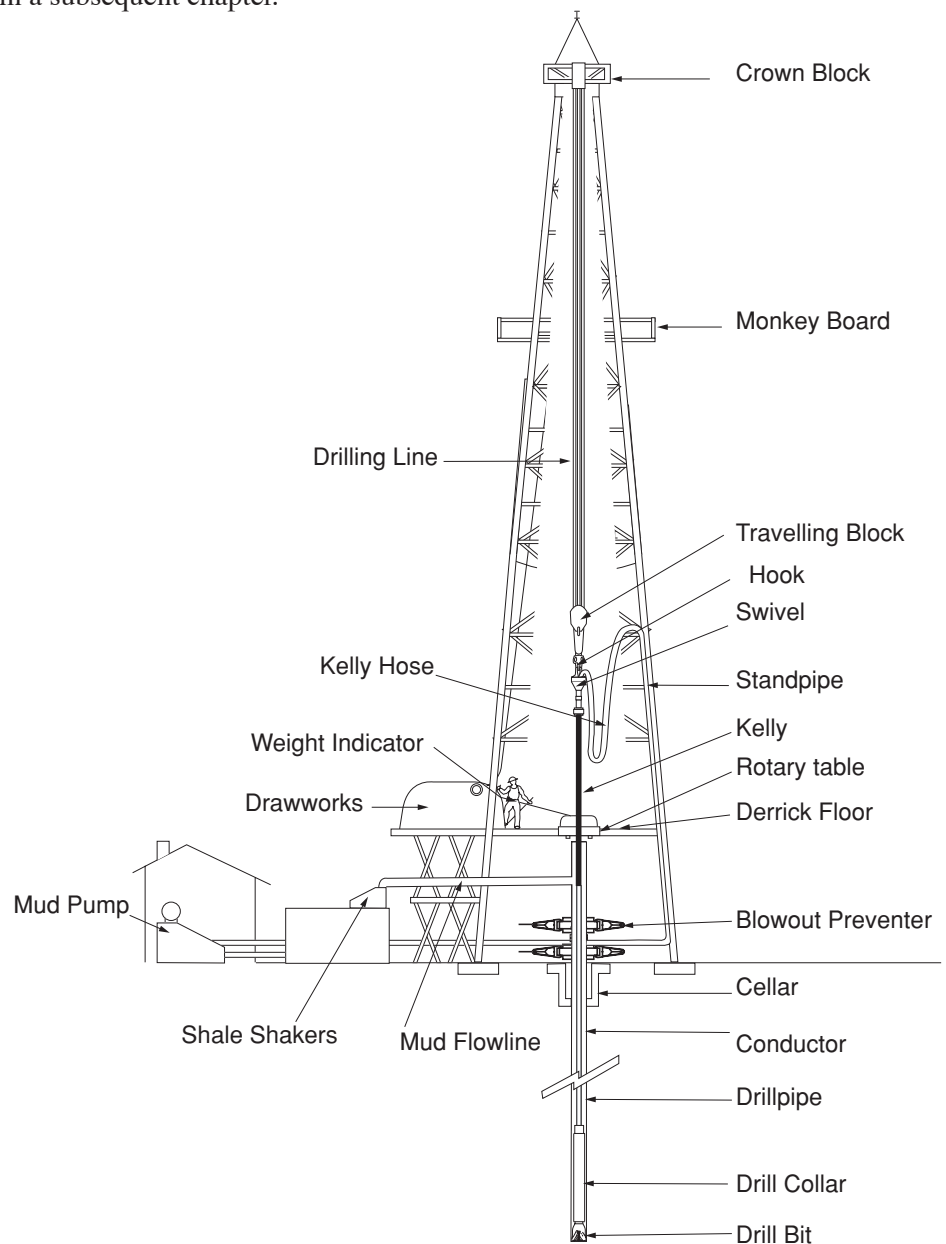 in a subsequent chapter.
Crown Block
Monkey Board
Drilling Line
Travelling Block
Hook
Swivel
Kelly Hose
Standpipe
Kelly
Weight Indicator
Rotary table
Drawworks
Derrick Floor
Mud Pump
Blowout Preventer
Cellar
Shale Shakers
Mud Flowline
Conductor
Drillpipe
Drill Collar
Drill Bit